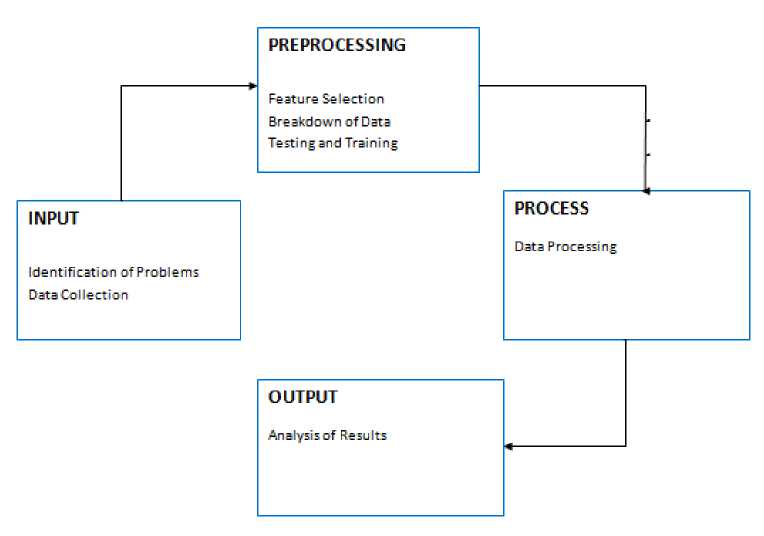 PREPROCESSING
Feature Selection
Breakdown of Data
Testing and Training
INPUT
Identification of Problems
Data Collection
PROCESS
Data Processing
OUTPUT
Analysis of Results